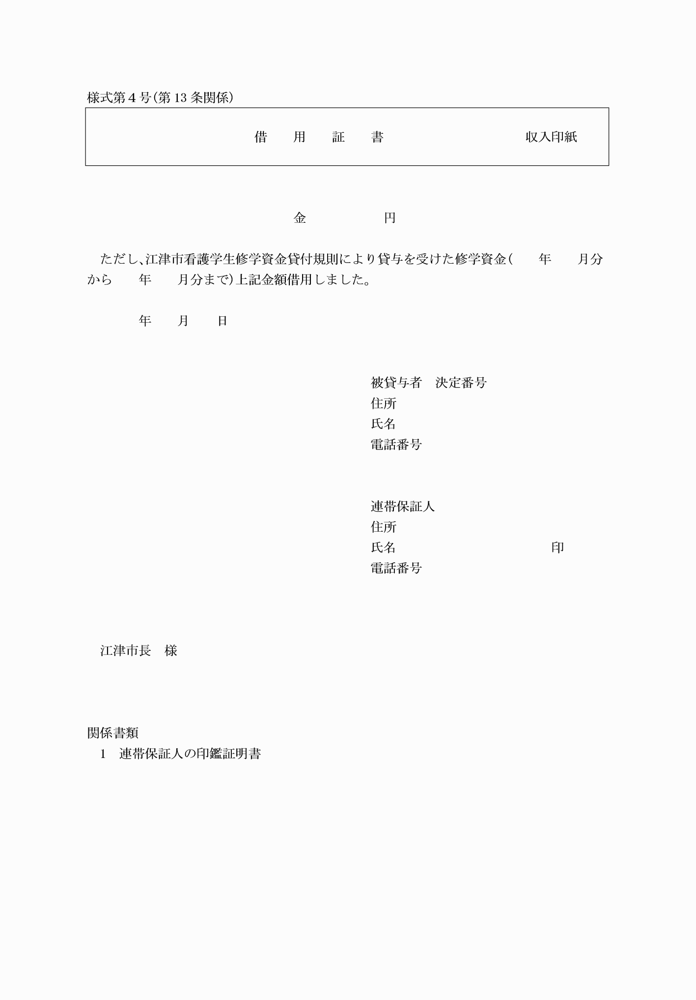 様式第４号（第 13 条関係）
借　　用　　証　　書　　　　　　　　　　　収入印紙
金　　　　　　円
　ただし、江津市看護学生修学資金貸付規則により貸与を受けた修学資金（　　年　　月分
から　　年　　月分まで）上記金額借用しました。
　　　　年　　月　　日
被貸与者　決定番号
住所
氏名
電話番号
連帯保証人
住所
氏名　　　　　　　　　　　　印
電話番号
　江津市長　様
関係書類
　1　連帯保証人の印鑑証明書